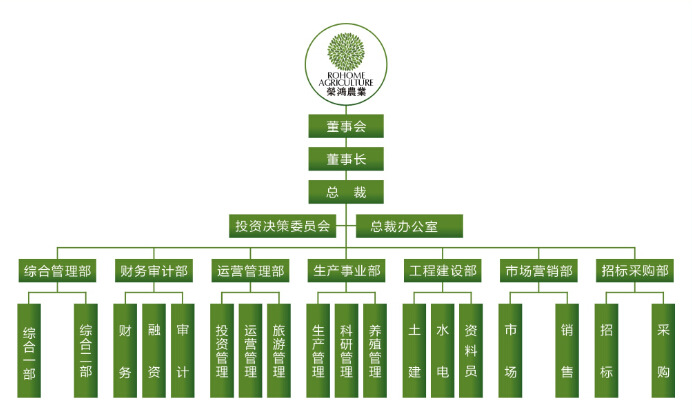 ROHOME
AGRICULTURE
榮鴻農業
董事会
董事长
总 裁
投资决策委员会 总裁办公室
综合管理部 财务审计部 运营管理部 生产事业部 工程建设部 市场营销部 招标采购部
综合一部
综合二部
财务
融资
审计
投资管理
运营管理
旅游管理
生产管理
科研管理
养殖管理
土建
水电
资料员
市场
销售
招标
采购